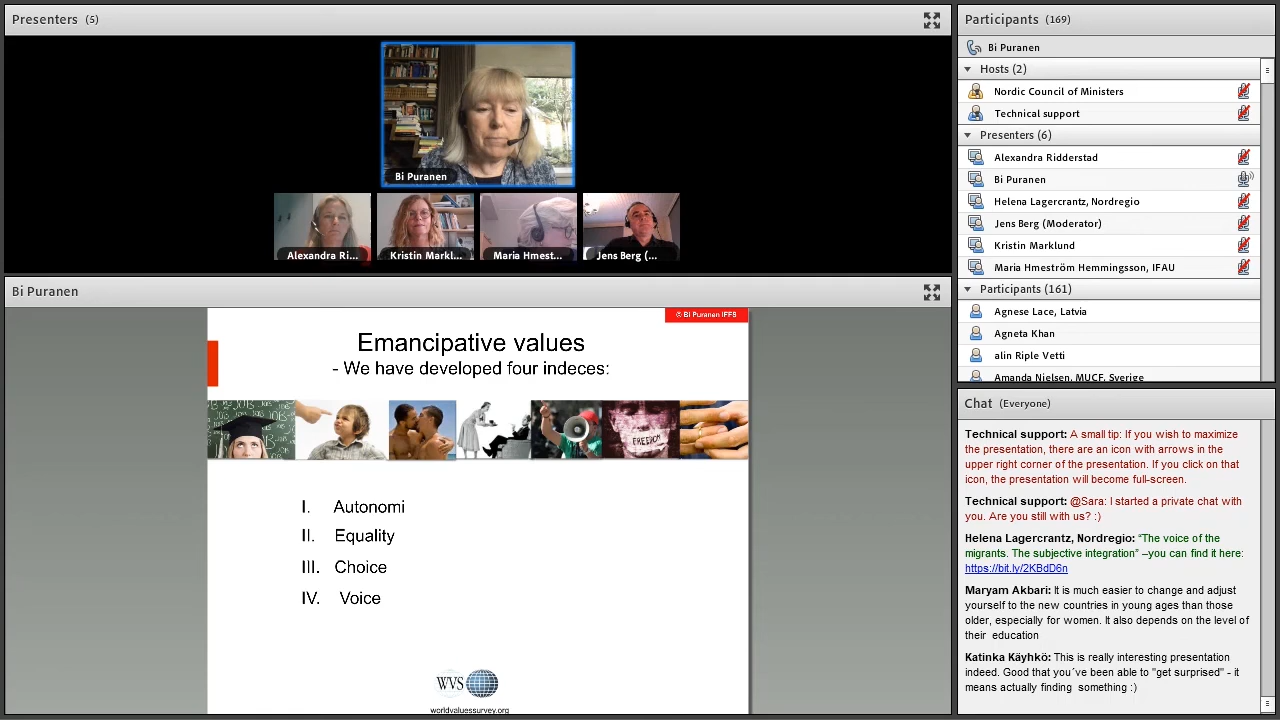 Presenters (5)
Bi Puranen
Alexandra Ri...
Kristin Markl...
Maria Hmest...
Jens Berg (...
Bi Puranen
© Bi Puranen IFFS
Emancipative values
- We have developed four indeces:
JOB
FREEDOM
I. Autonomi
II. Equality
III. Choice
IV. Voice
WVS
worldvaluessurvey.org
Participants (169)
Bi Puranen
Hosts (2)
Nordic Council of Ministers
Technical support
Presenters (6)
Alexandra Ridderstad
Bi Puranen
Helena Lagercrantz, Nordregio
Jens Berg (Moderator)
Kristin Marklund
Maria Hmeström Hemmingsson, IFAU
Participants (161)
Agnese Lace, Latvia
Agneta Khan
alin Riple Vetti
Amanda Nielsen, MUCF, Sverige
Chat (Everyone)
Technical support: A small tip: If you wish to maximize
the presentation, there are an icon with arrows in the
upper right corner of the presentation. If you click on that
icon, the presentation will become full-screen.
Technical support: @Sara: I started a private chat with
you. Are you still with us? :)
Helena Lagercrantz, Nordregio: “The voice of the
migrants. The subjective integration” –you can find it here:
https://bit.ly/2KBdD6n
Maryam Akbari: It is much easier to change and adjust
yourself to the new countries in young ages than those
older, especially for women. It also depends on the level of
their education
Katinka Käyhkö: This is really interesting presentation
indeed. Good that you´ve been able to "get surprised" - it
means actually finding something :)